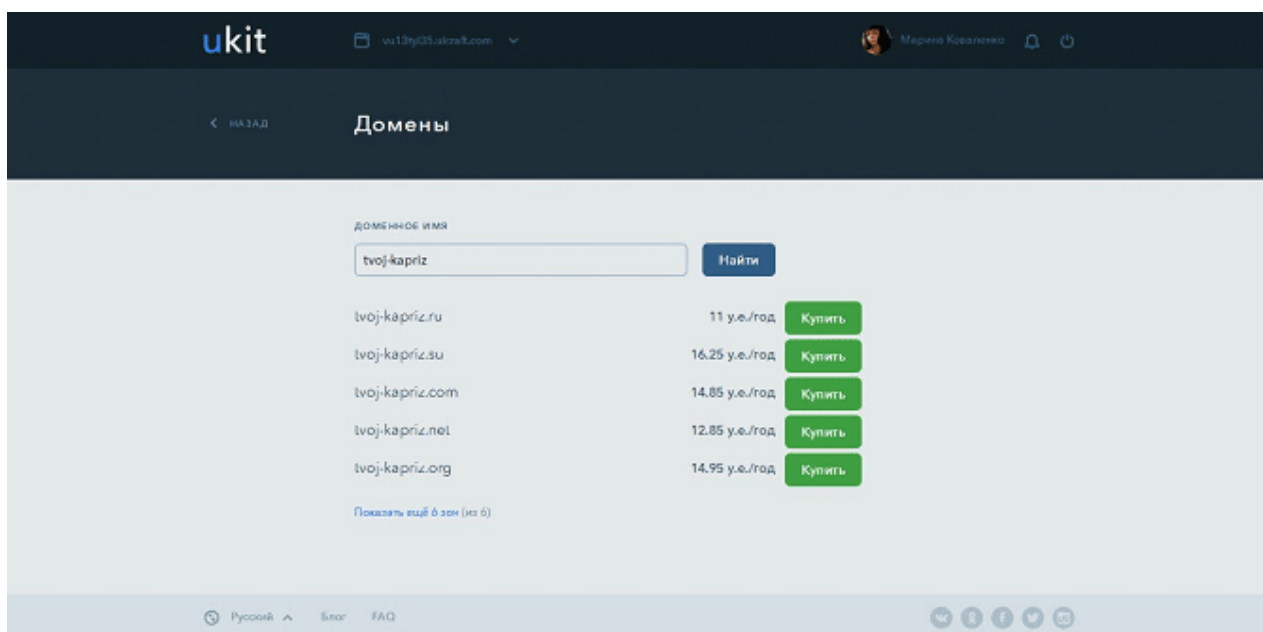 ukit
Марина Коваленко
НАЗАД
Домены
ДОМЕННОЕ ИМЯ
tvoj-kapriz
Найти
tvoj-kapriz.ru 11 у.е./год Купить
tvoj-kapriz.su 16.25 у.е./год Купить
tvoj-kapriz.com 14.85 у.е./год Купить
tvoj-kapriz.net 12.85 у.е./год Купить
tvoj-kapriz.org 14.95 у.е./год Купить
Показать ещё 6 зон (из 6)
Русский Блог FAQ